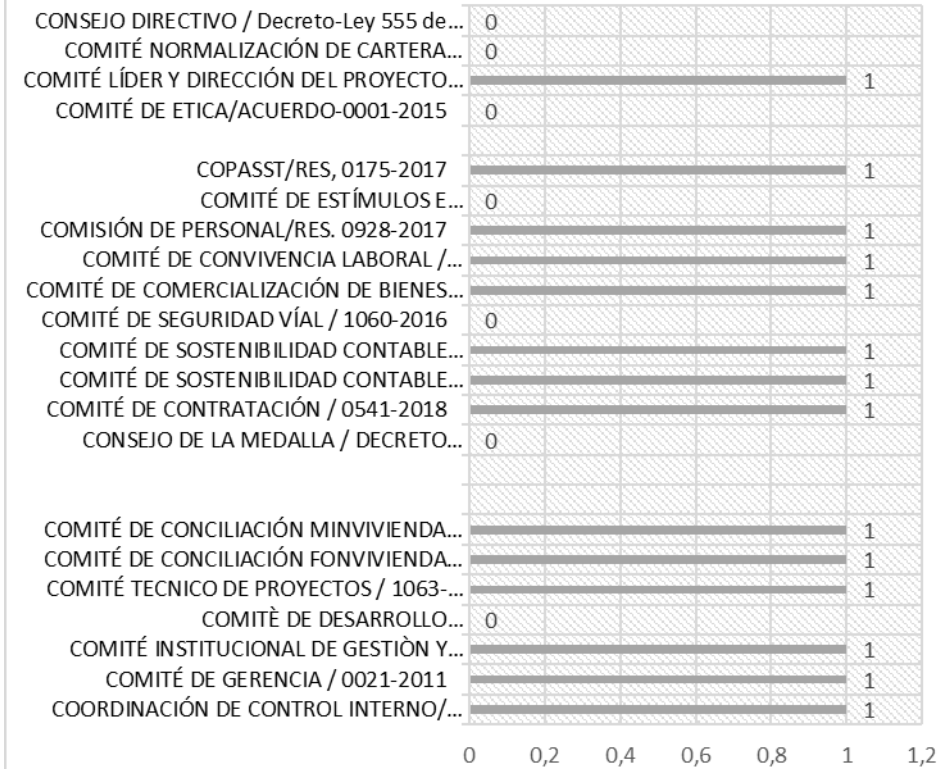 CONSEJO DIRECTIVO / Decreto-Ley 555 de... 0
COMITÉ NORMALIZACIÓN DE CARTERA... 0
COMITÉ LÍDER Y DIRECCIÓN DEL PROYECTO... 1
COMITÉ DE ETICA/ACUERDO-0001-2015 0
COPASST/RES, 0175-2017 1
COMITÉ DE ESTÍMULOS E... 0
COMISIÓN DE PERSONAL/RES. 0928-2017 1
COMITÉ DE CONVIVENCIA LABORAL /... 1
COMITÉ DE COMERCIALIZACIÓN DE BIENES... 1
COMITÉ DE SEGURIDAD VÍAL / 1060-2016 0
COMITÉ DE SOSTENIBILIDAD CONTABLE... 1
COMITÉ DE SOSTENIBILIDAD CONTABLE... 1
COMITÉ DE CONTRATACIÓN / 0541-2018 1
CONSEJO DE LA MEDALLA / DECRETO... 0
COMITÉ DE CONCILIACIÓN MINVIVIENDA... 1
COMITÉ DE CONCILIACIÓN FONVIVIENDA... 1
COMITÉ TECNICO DE PROYECTOS / 1063-... 1
COMITÈ DE DESARROLLO... 0
COMITÉ INSTITUCIONAL DE GESTIÒN Y... 1
COMITÉ DE GERENCIA / 0021-2011 1
COORDINACIÓN DE CONTROL INTERNO/... 1
0 0,2 0,4 0,6 0,8 1 1,2